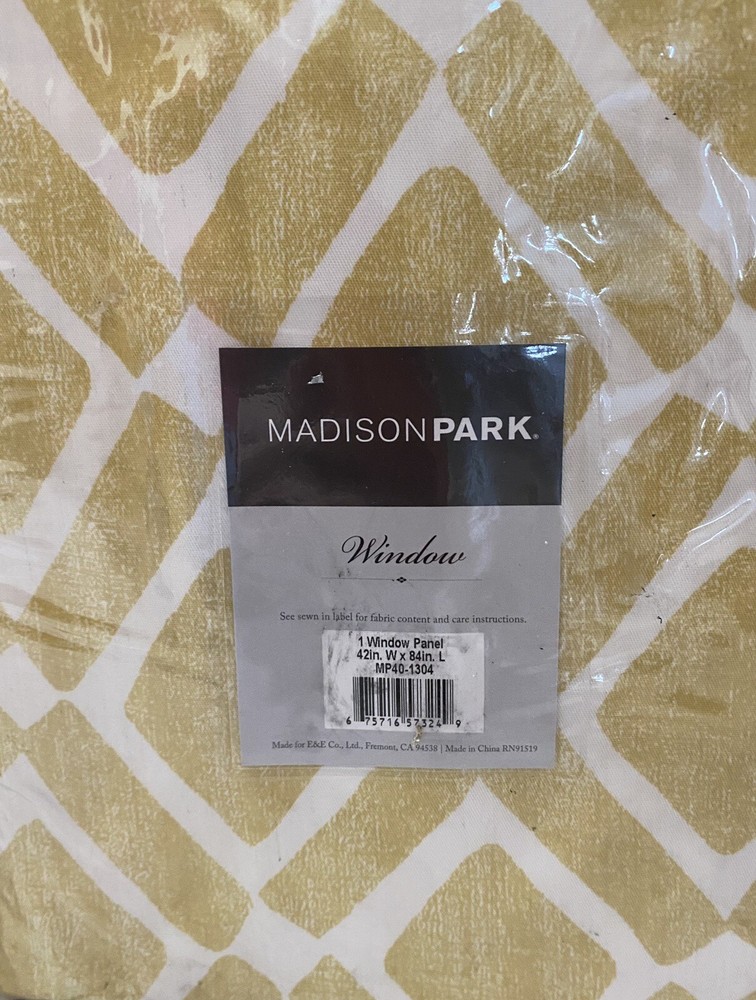 MADISONPARK®
Window
See sewn in label for fabric content and care instructions.
1 Window Panel
42in. W x 84in. L
MP40-1304
6 75716 57324 9
Made for E&E Co., Ltd., Fremont, CA 94538 | Made in China RN91519